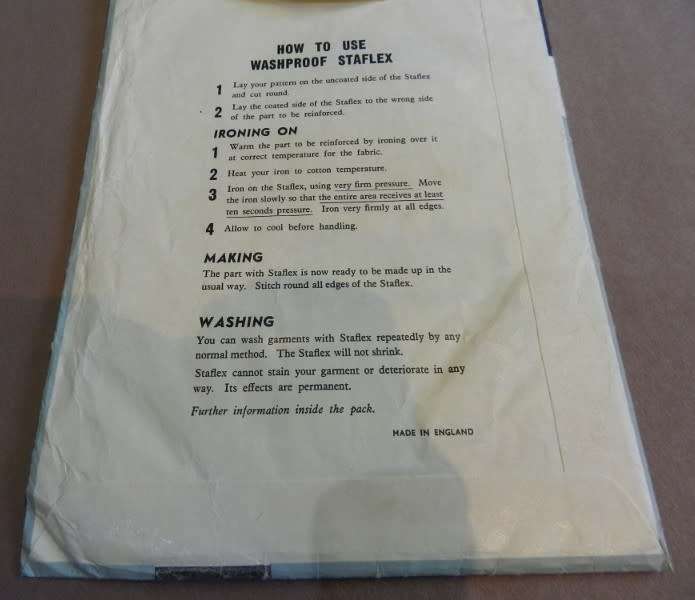 HOW TO USE
WASHPROOF STAFLEX
1 Lay your pattern on the uncoated side of the Staflex
and cut round.
2 Lay the coated side of the Staflex to the wrong side
of the part to be reinforced.
IRONING ON
1 Warm the part to be reinforced by ironing over it
at correct temperature for the fabric.
2 Heat your iron to cotton temperature.
3 Iron on the Staflex, using very firm pressure. Move
the iron slowly so that the entire area receives at least
ten seconds pressure. Iron very firmly at all edges.
4 Allow to cool before handling.
MAKING
The part with Staflex is now ready to be made up in the
usual way. Stitch round all edges of the Staflex.
WASHING
You can wash garments with Staflex repeatedly by any
normal method. The Staflex will not shrink.
Staflex cannot stain your garment or deteriorate in any
way. Its effects are permanent.
Further information inside the pack.
MADE IN ENGLAND